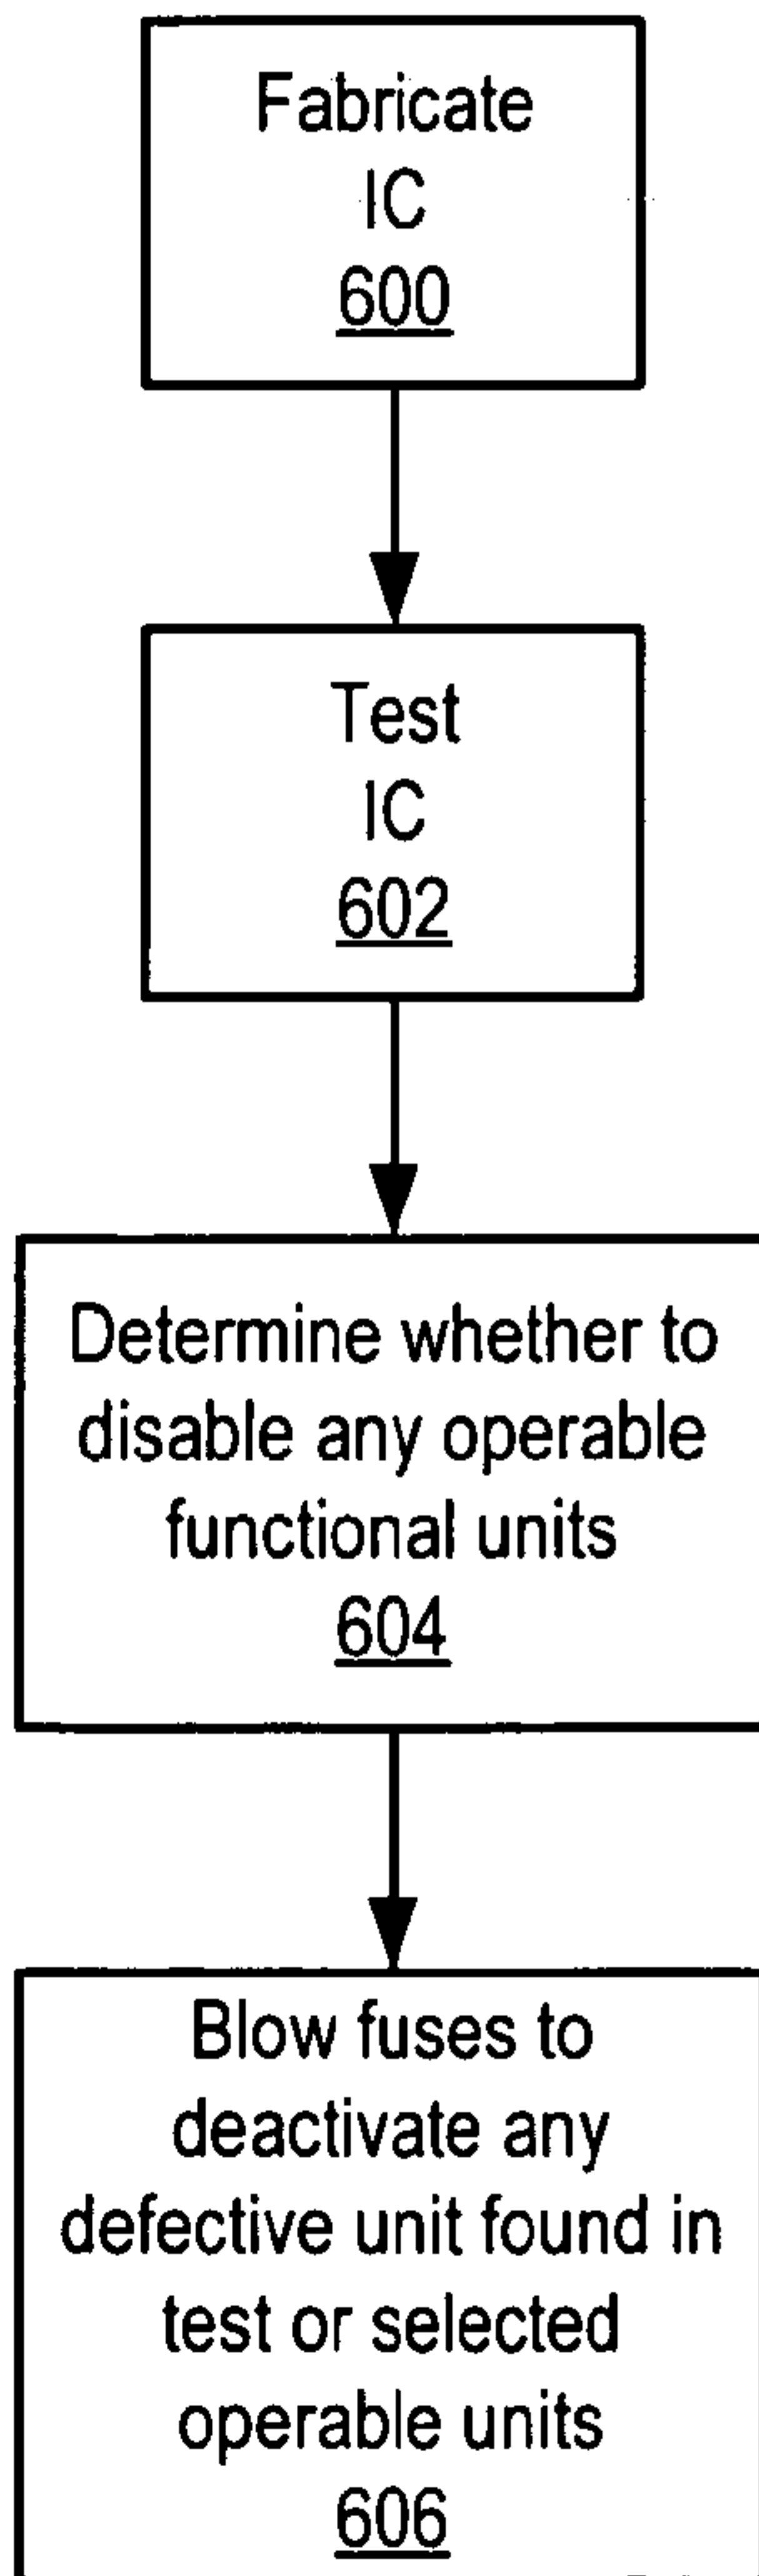 Fabricate
IC
600
Test
IC
602
Determine whether to
disable any operable
functional units
604
Blow fuses to
deactivate any
defective unit found in
test or selected
operable units
606